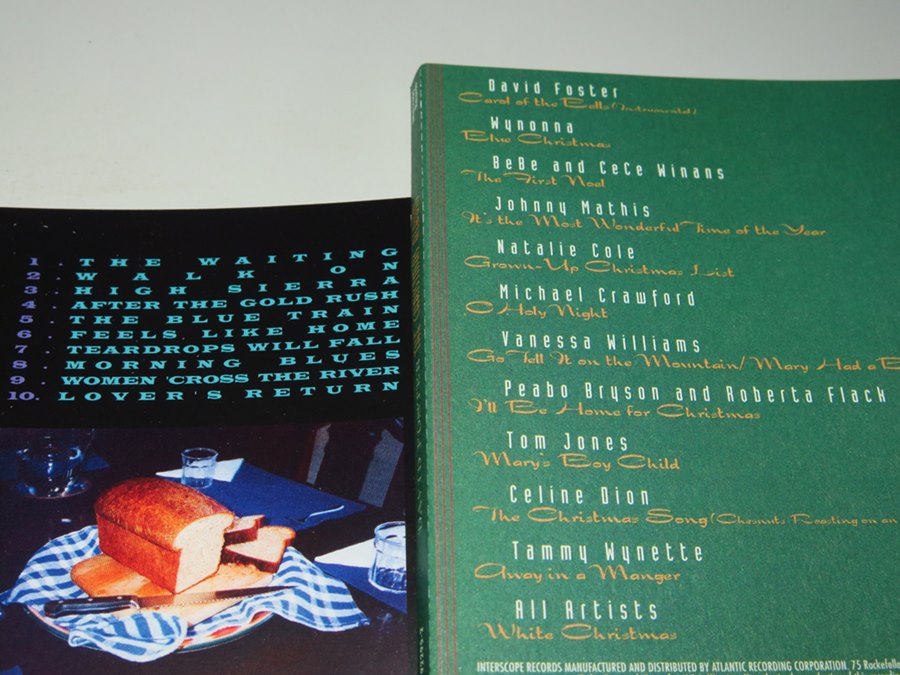 1. THE WAITING
2. WALK ON
3. HIGH SIERRA
4. AFTER THE GOLD RUSH
5. THE BLUE TRAIN
6. FEELS LIKE HOME
7. TEARDROPS WILL FALL
8. MORNING BLUES
9. WOMEN 'CROSS THE RIVER
10. LOVER'S RETURN
David Foster
Carol of the Bells (Instrumental)
Wynonna
Blue Christmas
BeBe and CeCe Winans
The First Noel
Johnny Mathis
It's the Most Wonderful Time of the Year
Natalie Cole
Grown-Up Christmas List
Michael Crawford
O Holy Night
Vanessa Williams
Go Tell It on the Mountain/Mary Had a B
Peabo Bryson and Roberta Flack
I'll Be Home for Christmas
Tom Jones
Mary's Boy Child
Celine Dion
The Christmas Song (Chesnuts Roasting on an
Tammy Wynette
Away in a Manger
All Artists
White Christmas
INTERSCOPE RECORDS MANUFACTURED AND DISTRIBUTED BY ATLANTIC RECORDING CORPORATION, 75 Rockefelle